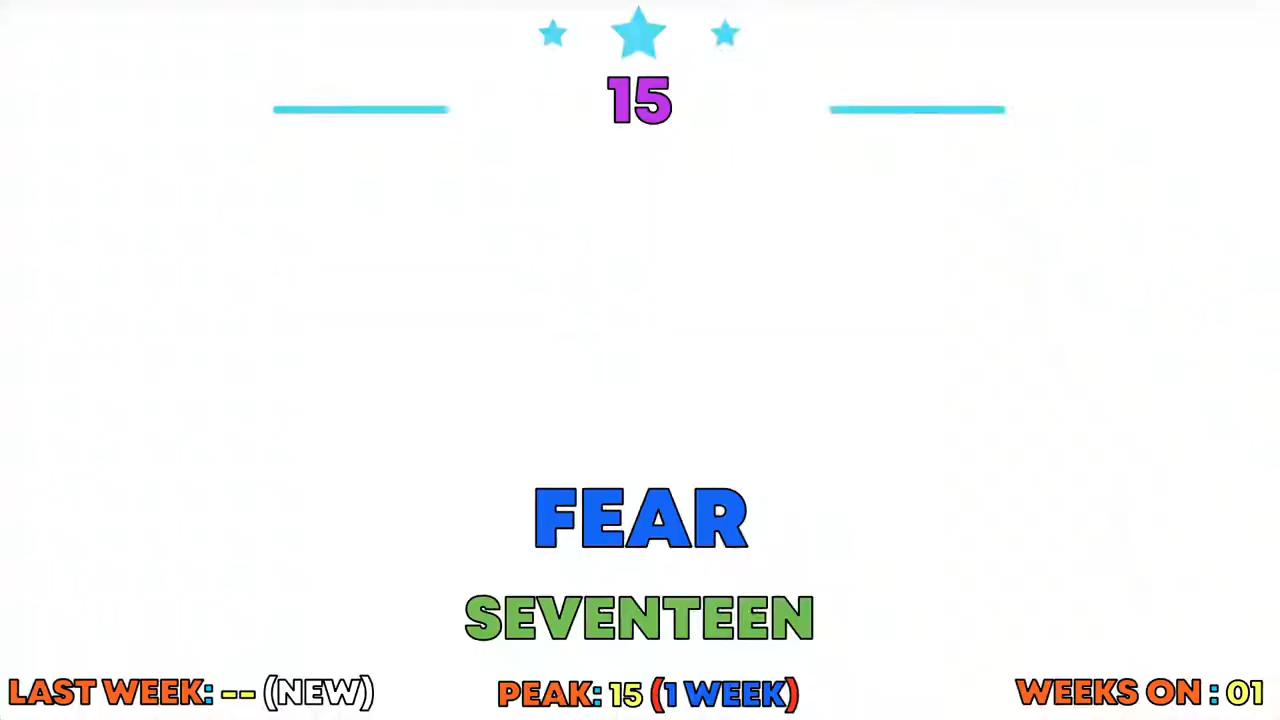 15
FEAR
SEVENTEEN
LAST WEEK: -- (NEW) PEAK: 15 (1 WEEK) WEEKS ON : 01